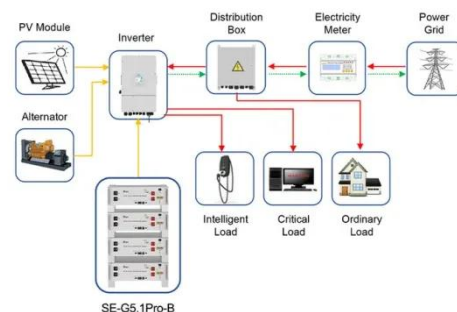 PV Module
Inverter
Distribution
Box
Electricity
Meter
Power
Grid
Alternator
Intelligent
Load
Critical
Load
Ordinary
Load
SE-G5.1Pro-B